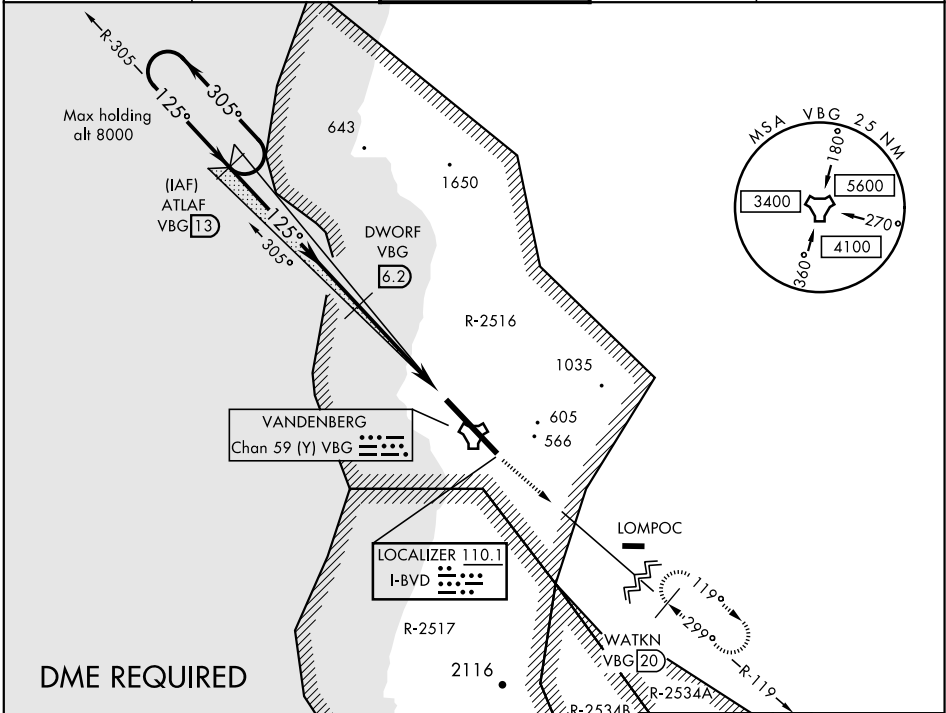 R-305
125°
305°
Max holding
alt 8000
(IAF)
ATLAF
VBG 13
125°
305°
643
1650
DWORF
VBG
6.2
MSA VBG 25 NM
180°
3400
5600
270°
4100
360°
R-2516
1035
605
566
VANDENBERG
Chan 59 (Y) VBG
LOCALIZER 110.1
I-BVD
LOMPOC
119°
299°
R-119
WATKN
VBG 20
R-2517
2116
R-2534A
R-2534B
DME REQUIRED